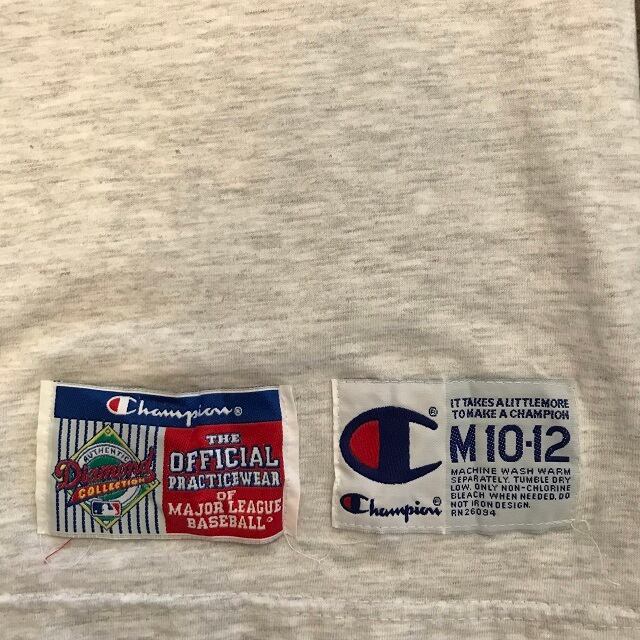 Champion®
AUTHENTIC
Diamond
COLLECTION
THE
OFFICIAL
PRACTICEWEAR
OF
MAJOR LEAGUE
BASEBALL®
Champion®
IT TAKES A LITTLE MORE
TO MAKE A CHAMPION
M 10-12
MACHINE WASH WARM
SEPARATELY. TUMBLE DRY
LOW. ONLY NON-CHLORINE
BLEACH WHEN NEEDED. DO
NOT IRON DESIGN.
RN26094